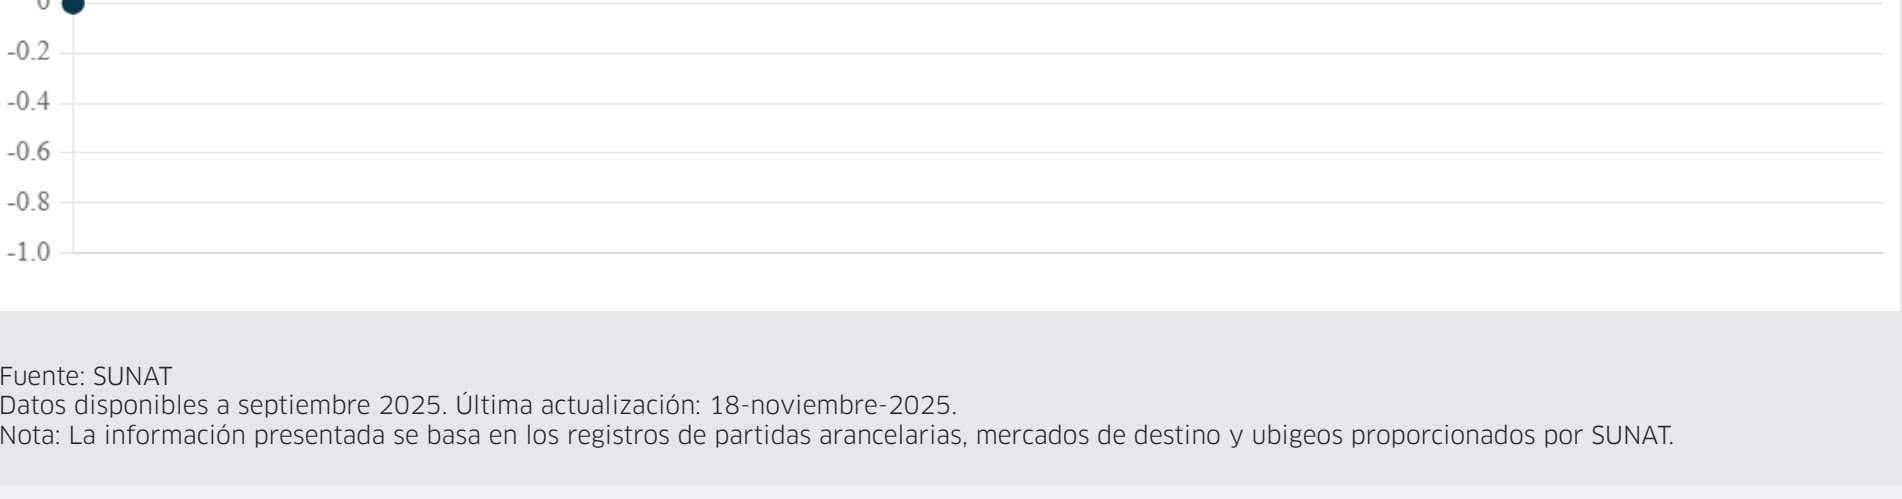 0
-0.2
-0.4
-0.6
-0.8
-1.0
Fuente: SUNAT
Datos disponibles a septiembre 2025. Última actualización: 18-noviembre-2025.
Nota: La información presentada se basa en los registros de partidas arancelarias, mercados de destino y ubigeos proporcionados por SUNAT.